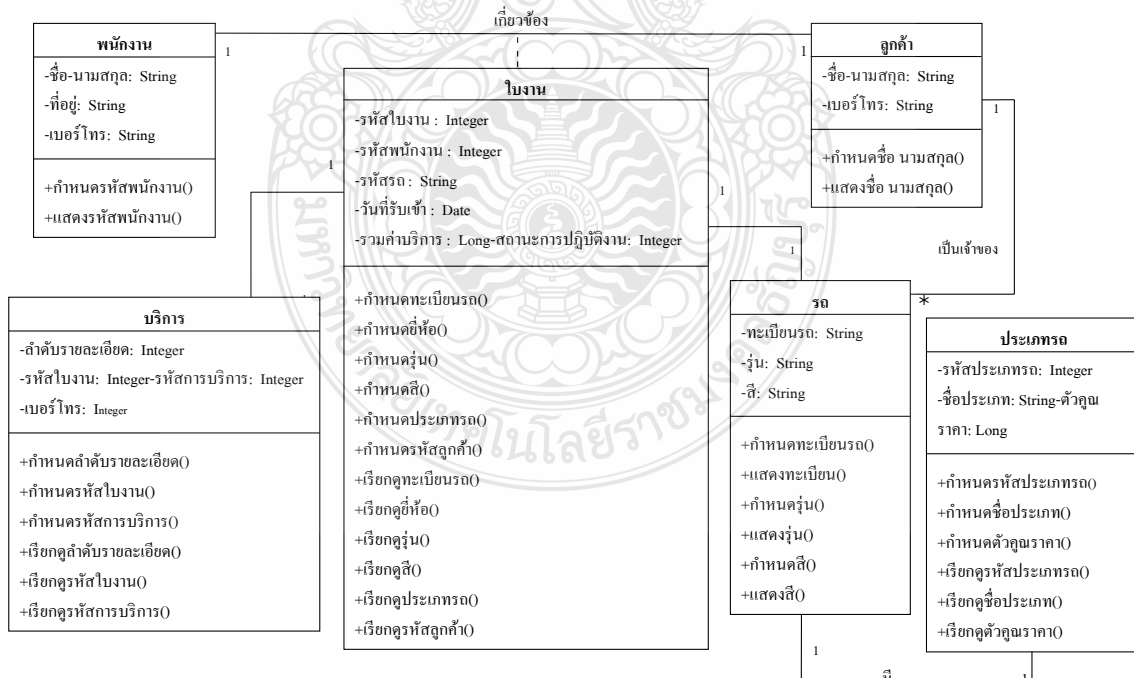 เกี่ยวข้อง
พนักงาน
-ชื่อ-นามสกุล: String
-ที่อยู่: String
-เบอร์โทร: String
+กำหนดรหัสพนักงาน()
+แสดงรหัสพนักงาน()
1
1
ลูกค้า
-ชื่อ-นามสกุล: String
-เบอร์โทร: String
+กำหนดชื่อ นามสกุล()
+แสดงชื่อ นามสกุล()
1
เป็นเจ้าของ
*
ใบงาน
-รหัสใบงาน : Integer
-รหัสพนักงาน : Integer
-รหัสรถ : String
-วันที่รับเข้า : Date
-รวมค่าบริการ : Long-สถานะการปฏิบัติงาน: Integer
+กำหนดทะเบียนรถ()
+กำหนดยี่ห้อ()
+กำหนดรุ่น()
+กำหนดสี()
+กำหนดประเภทรถ()
+กำหนดรหัสลูกค้า()
+เรียกดูทะเบียนรถ()
+เรียกดูยี่ห้อ()
+เรียกดูรุ่น()
+เรียกดูสี()
+เรียกดูประเภทรถ()
+เรียกดูรหัสลูกค้า()
1
1
1
บริการ
-ลำดับรายละเอียด: Integer
-รหัสใบงาน: Integer-รหัสการบริการ: Integer
-เบอร์โทร: Integer
+กำหนดลำดับรายละเอียด()
+กำหนดรหัสใบงาน()
+กำหนดรหัสการบริการ()
+เรียกดูลำดับรายละเอียด()
+เรียกดูรหัสใบงาน()
+เรียกดูรหัสการบริการ()
รถ
-ทะเบียนรถ: String
-รุ่น: String
-สี: String
+กำหนดทะเบียนรถ()
+แสดงทะเบียน()
+กำหนดรุ่น()
+แสดงรุ่น()
+กำหนดสี()
+แสดงสี()
ประเภทรถ
-รหัสประเภทรถ: Integer
-ชื่อประเภท: String-ตัวคูณ
ราคา: Long
+กำหนดรหัสประเภทรถ()
+กำหนดชื่อประเภท()
+กำหนดตัวคูณราคา()
+เรียกดูรหัสประเภทรถ()
+เรียกดูชื่อประเภท()
+เรียกดูตัวคูณราคา()
1
1